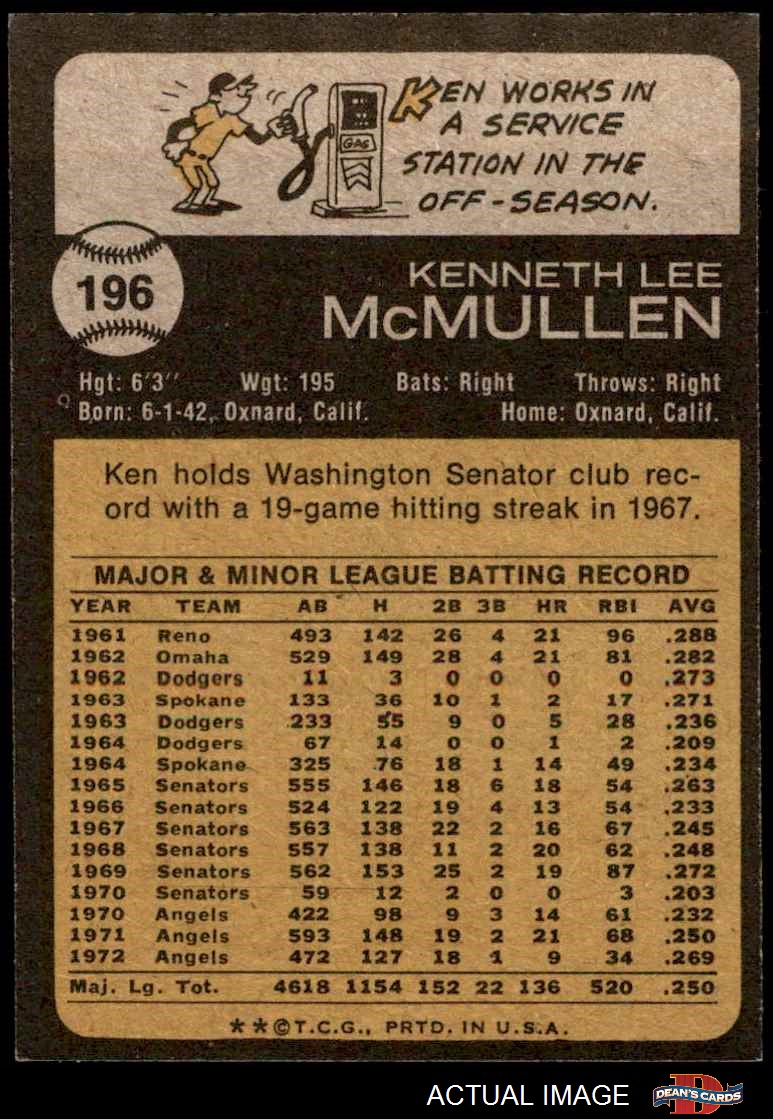 KEN WORKS IN
A SERVICE
STATION IN THE
OFF-SEASON.
GAS
196
KENNETH LEE
McMULLEN
Hgt: 6'3" Wgt: 195 Bats: Right Throws: Right
Born: 6-1-42, Oxnard, Calif. Home: Oxnard, Calif.
Ken holds Washington Senator club rec-
ord with a 19-game hitting streak in 1967.
MAJOR & MINOR LEAGUE BATTING RECORD
YEAR TEAM AB H 2B 3B HR RBI AVG
1961 Reno 493 142 26 4 21 96 .288
1962 Omaha 529 149 28 4 21 81 .282
1962 Dodgers 11 3 0 0 0 0 .273
1963 Spokane 133 36 10 1 2 17 .271
1963 Dodgers 233 55 9 0 5 28 .236
1964 Dodgers 67 14 0 0 1 2 .209
1964 Spokane 325 76 18 1 14 49 .234
1965 Senators 555 146 18 6 18 54 .263
1966 Senators 524 122 19 4 13 54 .233
1967 Senators 563 138 22 2 16 67 .245
1968 Senators 557 138 11 2 20 62 .248
1969 Senators 562 153 25 2 19 87 .272
1970 Senators 59 12 2 0 0 3 .203
1970 Angels 422 98 9 3 14 61 .232
1971 Angels 593 148 19 2 21 68 .250
1972 Angels 472 127 18 1 9 34 .269
Maj. Lg. Tot. 4618 1154 152 22 136 520 .250
**©T.C.G., PRTD. IN U.S.A.
ACTUAL IMAGE
D
DEAN'S CARDS